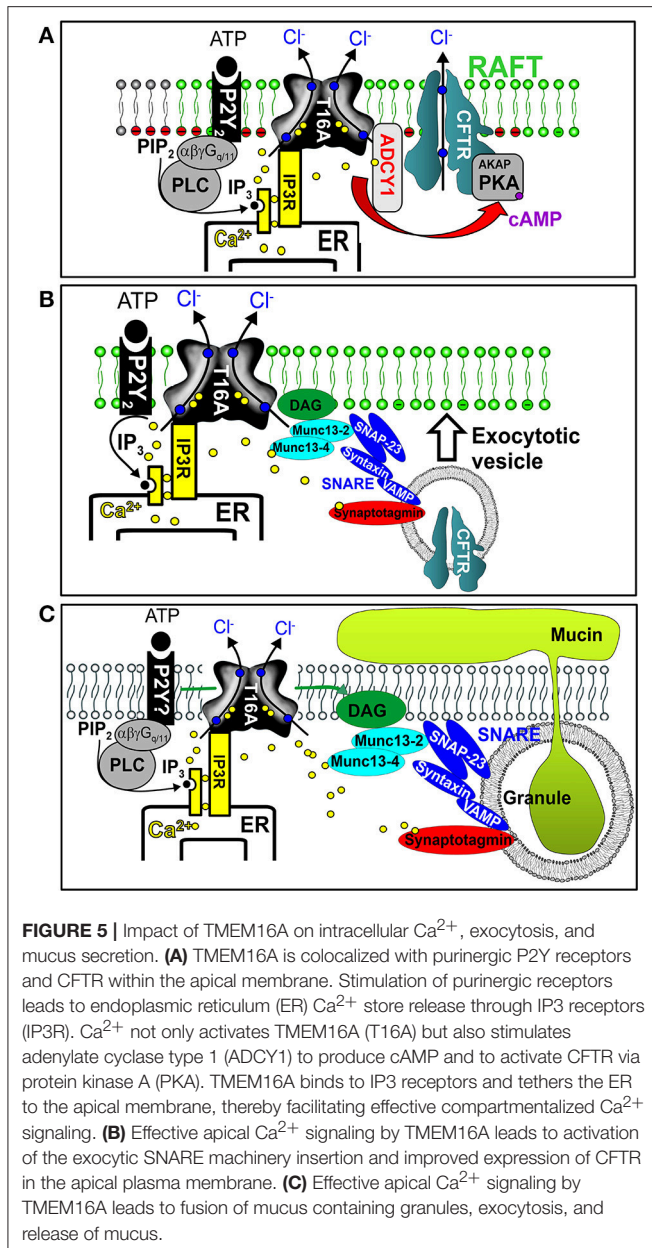 A
ATP
Cl-
Cl-
Cl-
RAFT
P2Y2
T16A
CFTR
ADCY1
PIP2
αβγGq/11
PLC
IP3
IP3R
AKAP
PKA
cAMP
Ca2+
ER
B
ATP
Cl-
Cl-
P2Y2
T16A
DAG
Munc13-2
Munc13-4
SNAP-23
Syntaxin
VAMP
SNARE
Synaptotagmin
Exocytotic
vesicle
IP3
IP3R
Ca2+
ER
CFTR
C
ATP
Cl-
Cl-
Mucin
P2Y?
T16A
DAG
PIP2
αβγGq/11
PLC
IP3
IP3R
Munc13-2
Munc13-4
SNAP-23
SNARE
Syntaxin
VAMP
Granule
Ca2+
ER
Synaptotagmin
FIGURE 5 | Impact of TMEM16A on intracellular Ca2+, exocytosis, and
mucus secretion. (A) TMEM16A is colocalized with purinergic P2Y receptors
and CFTR within the apical membrane. Stimulation of purinergic receptors
leads to endoplasmic reticulum (ER) Ca2+ store release through IP3 receptors
(IP3R). Ca2+ not only activates TMEM16A (T16A) but also stimulates
adenylate cyclase type 1 (ADCY1) to produce cAMP and to activate CFTR via
protein kinase A (PKA). TMEM16A binds to IP3 receptors and tethers the ER
to the apical membrane, thereby facilitating effective compartmentalized Ca2+
signaling. (B) Effective apical Ca2+ signaling by TMEM16A leads to activation
of the exocytic SNARE machinery insertion and improved expression of CFTR
in the apical plasma membrane. (C) Effective apical Ca2+ signaling by
TMEM16A leads to fusion of mucus containing granules, exocytosis, and
release of mucus.